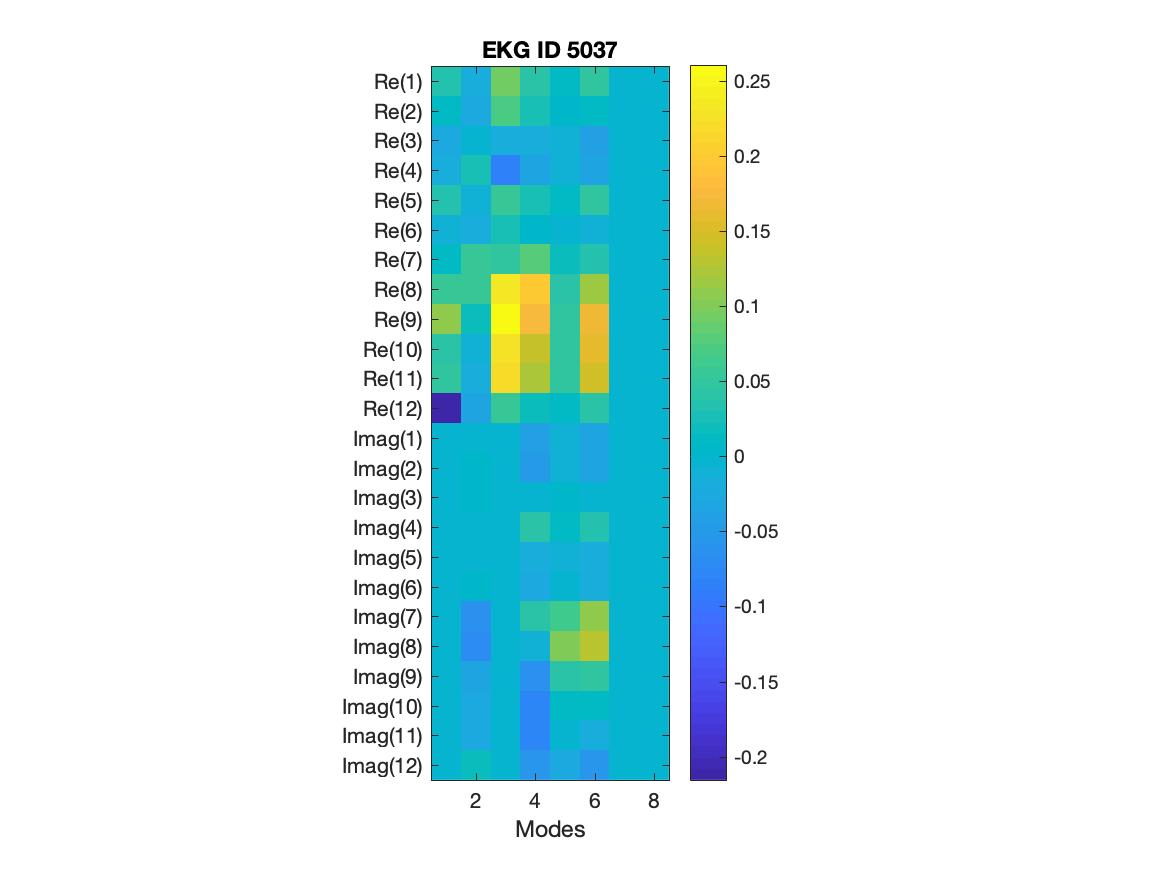 EKG ID 5037
Re(1)
Re(2)
Re(3)
Re(4)
Re(5)
Re(6)
Re(7)
Re(8)
Re(9)
Re(10)
Re(11)
Re(12)
Imag(1)
Imag(2)
Imag(3)
Imag(4)
Imag(5)
Imag(6)
Imag(7)
Imag(8)
Imag(9)
Imag(10)
Imag(11)
Imag(12)
2 4 6 8
Modes
0.25
0.2
0.15
0.1
0.05
0
-0.05
-0.1
-0.15
-0.2